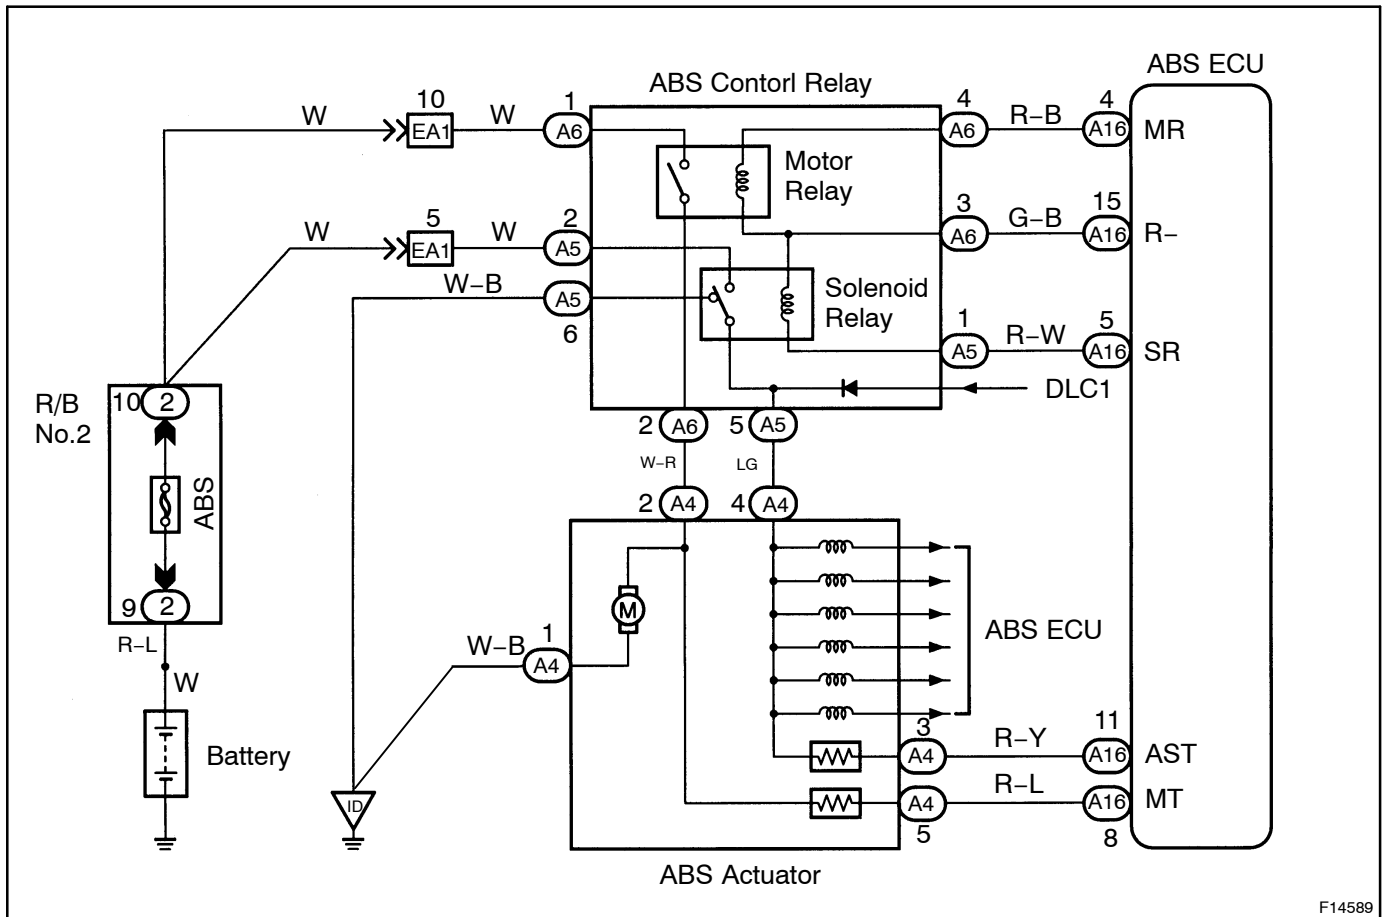 ABS ECU
ABS Contorl Relay
W
10
EA1
W
1
A6
4
A6
R-B
4
A16
MR
Motor
Relay
W
5
EA1
W
2
A5
3
A6
G-B
15
A16
R-
W-B
A5
6
Solenoid
Relay
1
A5
R-W
5
A16
SR
DLC1
R/B
No.2
10
2
ABS
9
2
R-L
W
Battery
2
A6
5
A5
W-R
LG
2
A4
4
A4
M
ABS ECU
W-B
1
A4
3
A4
R-Y
11
A16
AST
R-L
A4
5
A16
8
MT
ID
ABS Actuator
F14589